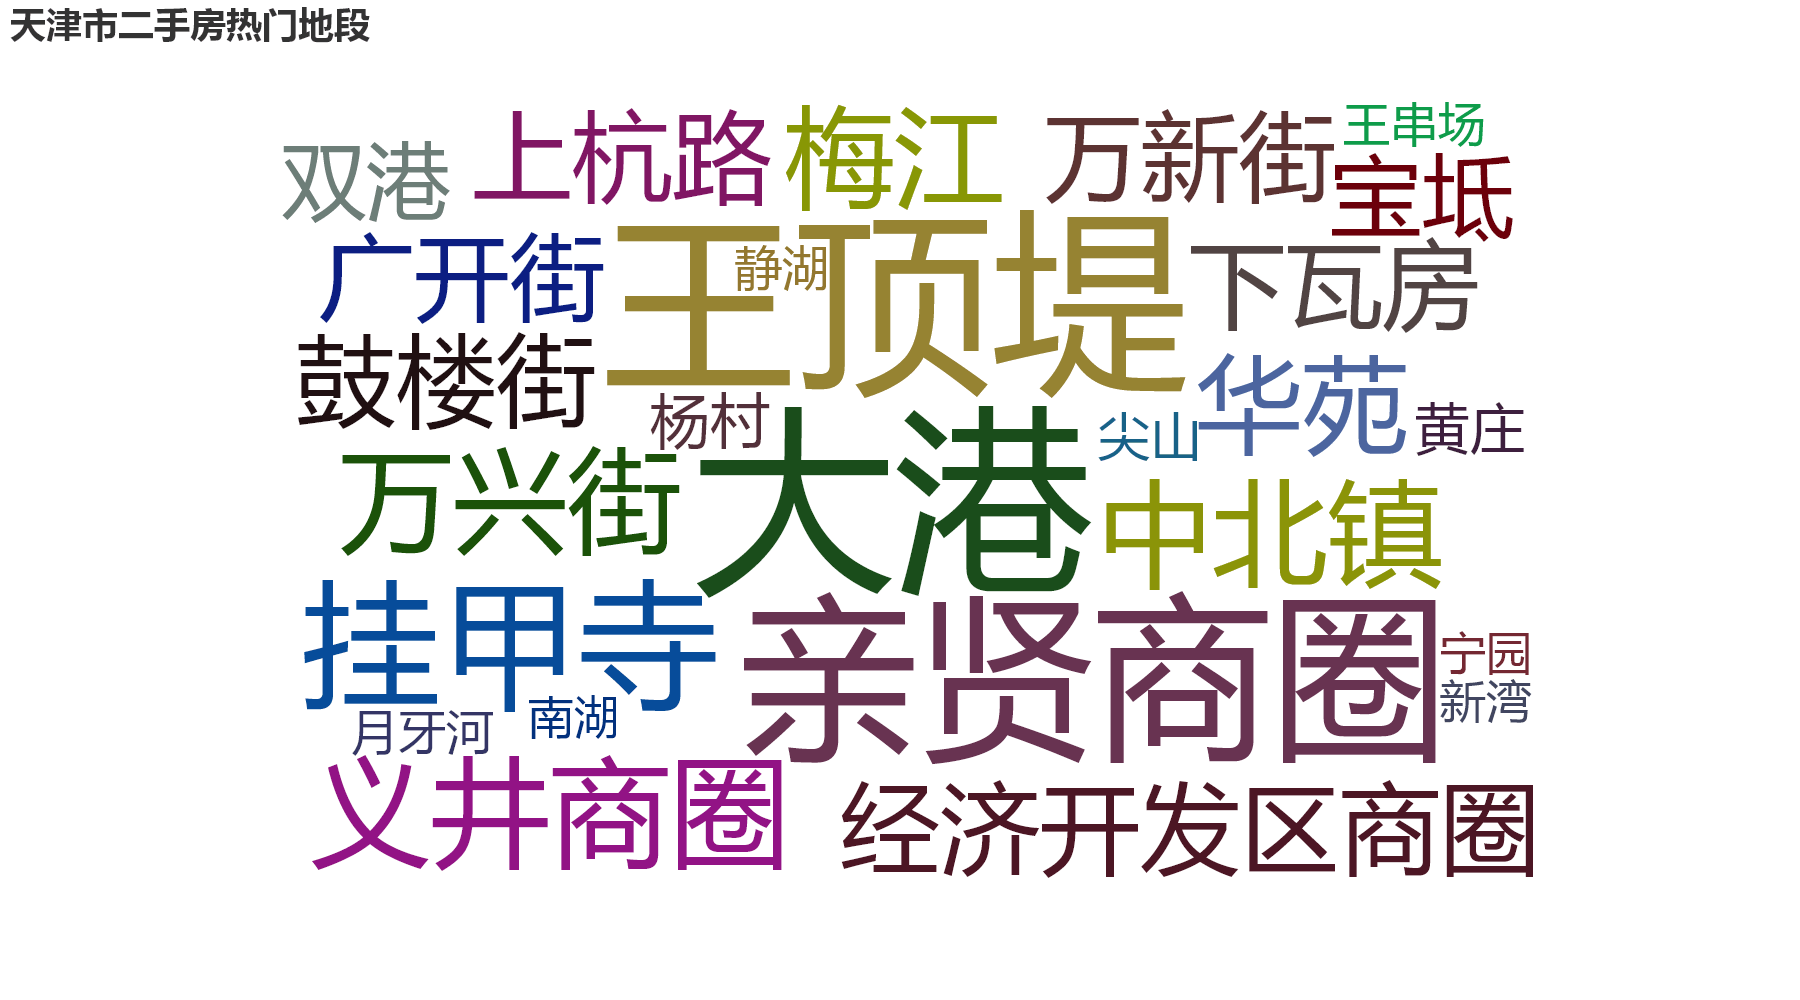 天津市二手房热门地段
双港
上杭路
梅江
万新街
王串场
宝坻
广开街
王顶堤
静湖
下瓦房
鼓楼街
杨村
大港
尖山
华苑
黄庄
万兴街
中北镇
挂甲寺
亲贤商圈
宁园
新湾
南湖
月牙河
义井商圈
经济开发区商圈